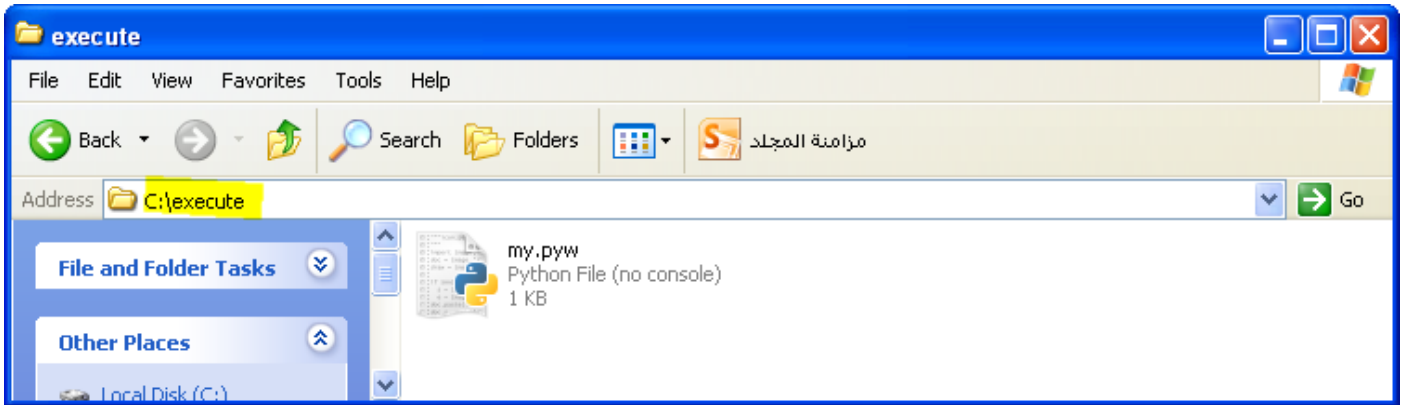 execute
File Edit View Favorites Tools Help
Back Search Folders مزامنة المجلد
Address C:\execute Go
File and Folder Tasks
my.pyw
Python File (no console)
1 KB
Other Places
Local Disk (C:)